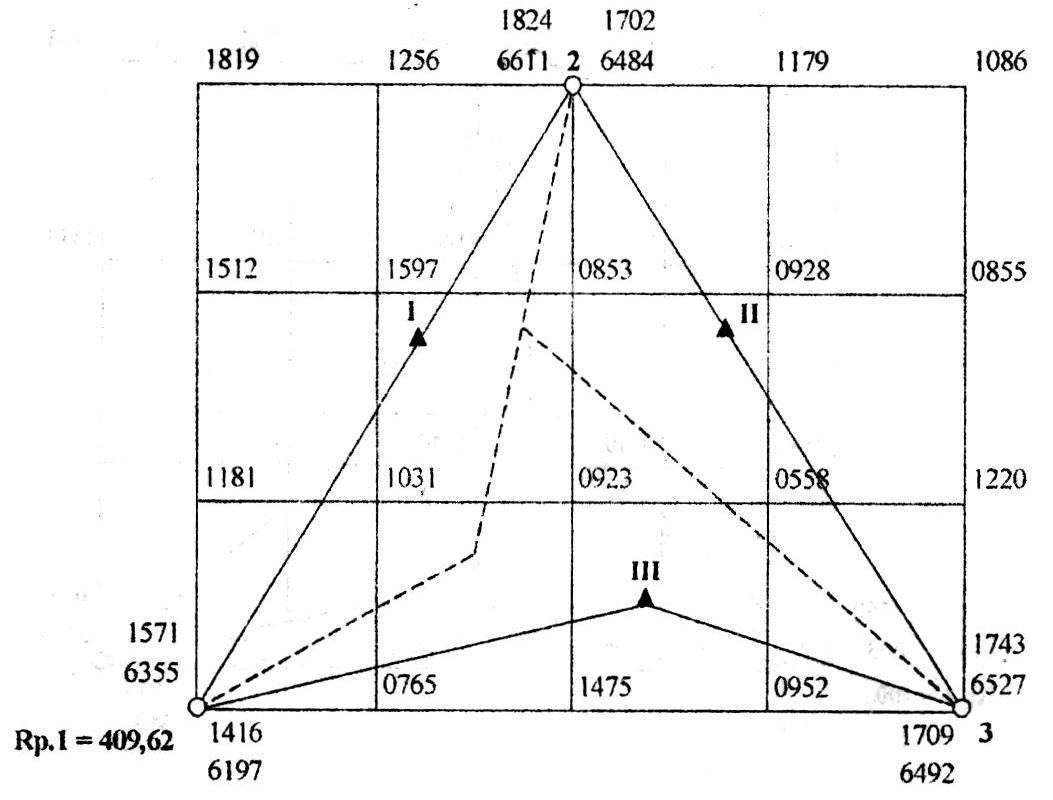 1824 1702
1819 1256 6611 2 6484 1179 1086
1512 1597 0853 0928 0855
I II
1181 1031 0923 0558 1220
III
1571 1743
6355 0765 1475 0952 6527
Rp.1 = 409,62 1416 1709 3
6197 6492